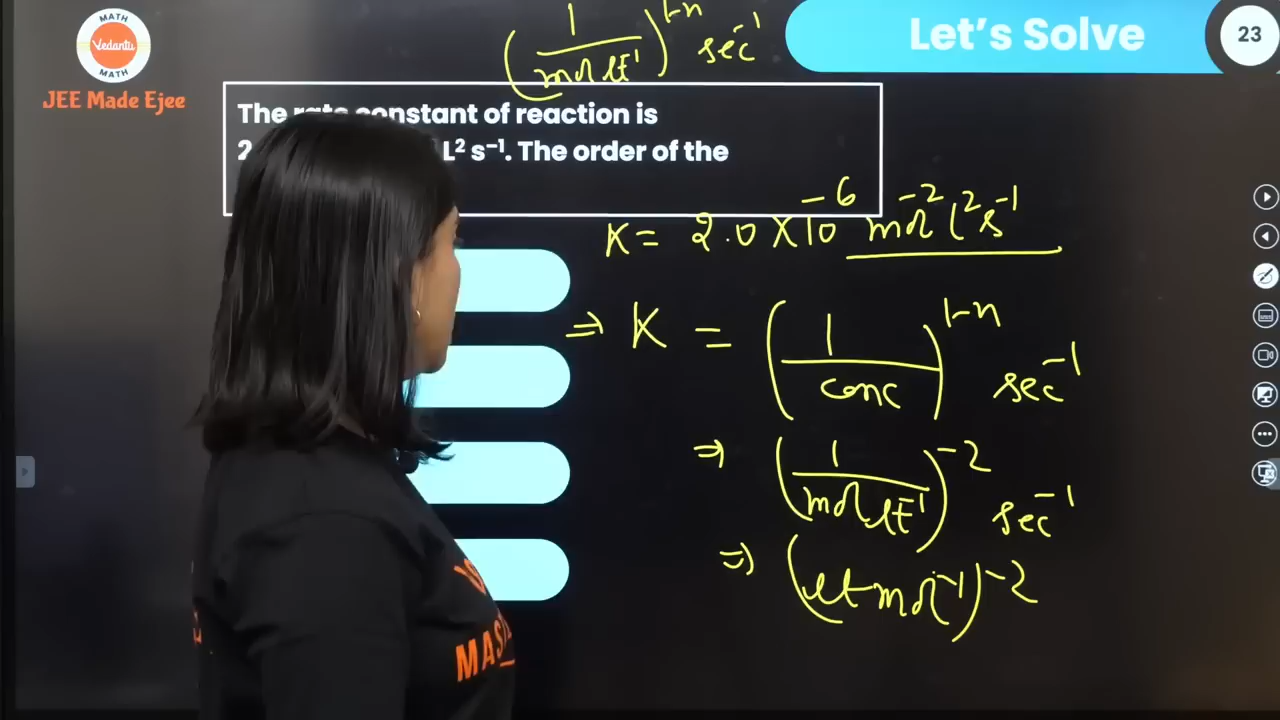 MATH
Vedantu
MATH
JEE Made Ejee
Let's Solve
23
(1/mol lt⁻¹)¹⁻ⁿ sec⁻¹
The rate constant of reaction is
2 L² s⁻¹. The order of the
K = 2.0 X 10⁻⁶ mol⁻² l² s⁻¹
⇒ K = (1/conc)¹⁻ⁿ sec⁻¹
⇒ (1/mol lt⁻¹)⁻² sec⁻¹
⇒ (lt mol⁻¹)⁻²